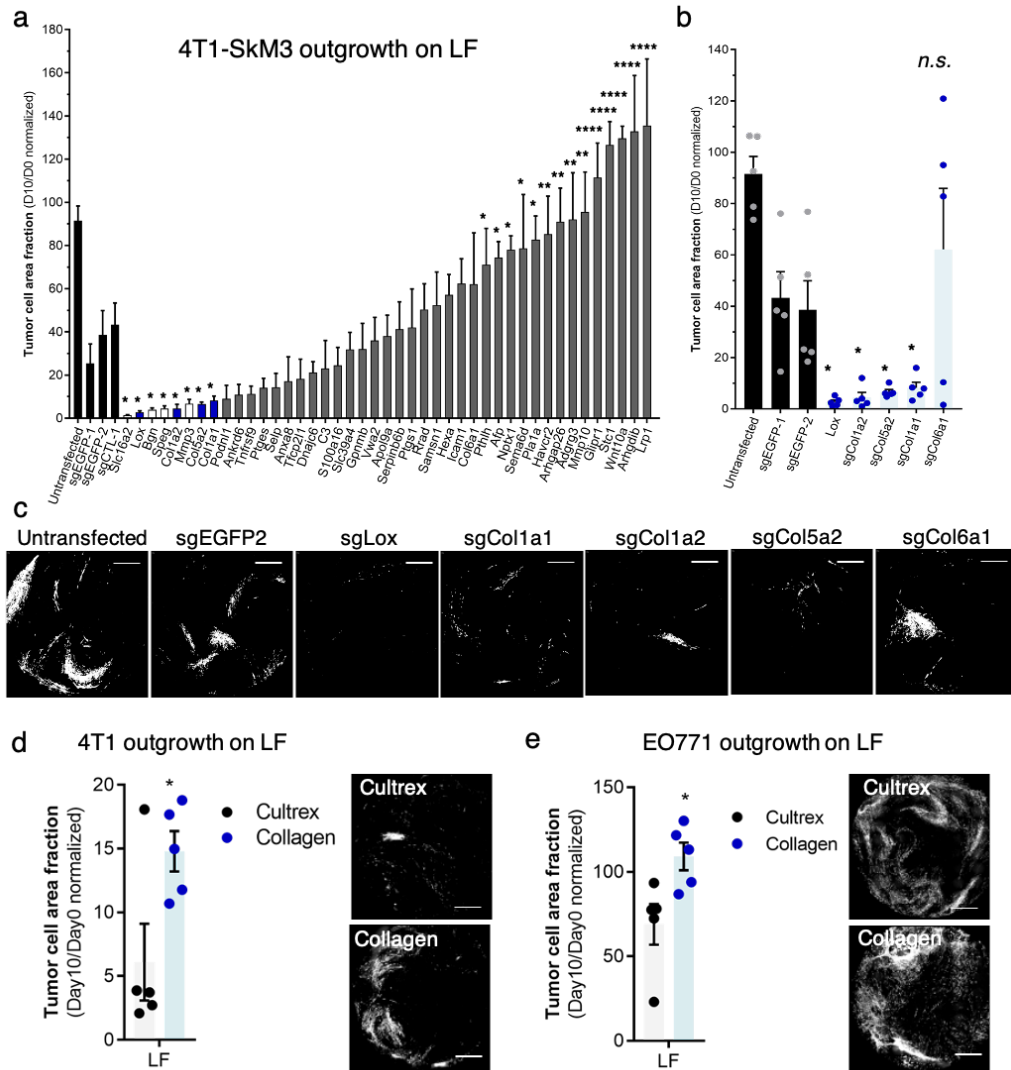 a
4T1-SkM3 outgrowth on LF
Tumor cell area fraction (D10/D0 normalized)
180
160
140
120
100
80
60
40
20
0
* * * * * * * * * * * * * ** ** ** ** **** **** **** **** ****
Untransfected
sgEGFP-1
sgEGFP-2
sgCTL-1
Slc16a2
Lox
Bgn
Speg
Col1a2
Mmp3
Col5a2
Col1a1
Podnl1
Ankrd6
Tnfrsf9
Ptges
Selp
Anxa8
Tfcp2l1
Dnajc6
C3
S100a16
Slc39a4
Gpnmb
Vwa2
Apol9a
Serpinb6b
Ptgs1
Rrad
Samsn1
Hexa
Icam1
Col6a1
Pthlh
Afp
Nptx1
Sema6d
Pla1a
Havcr2
Arhgap26
Adgrg3
Mmp10
Glipr1
Stc1
Wnt10a
Arhgdib
Lrp1
b
n.s.
Tumor cell area fraction (D10/D0 normalized)
140
120
100
80
60
40
20
0
* * * *
Untransfected
sgEGFP-1
sgEGFP-2
Lox
sgCol1a2
sgCol5a2
sgCol1a1
sgCol6a1
c
Untransfected
sgEGFP2
sgLox
sgCol1a1
sgCol1a2
sgCol5a2
sgCol6a1
d
4T1 outgrowth on LF
Tumor cell area fraction
(Day10/Day0 normalized)
20
15
10
5
0
*
LF
Cultrex
Collagen
Cultrex
Collagen
e
EO771 outgrowth on LF
Tumor cell area fraction
(Day10/Day0 normalized)
150
100
50
0
*
LF
Cultrex
Collagen
Cultrex
Collagen